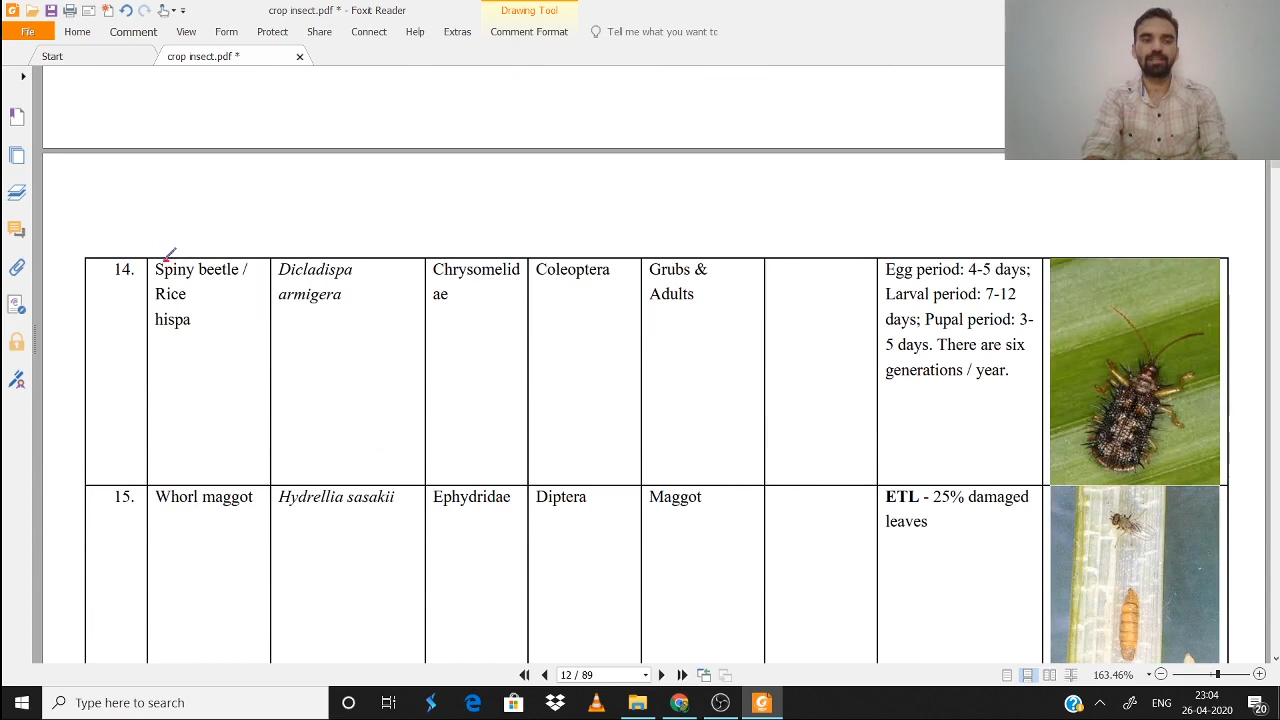 crop insect.pdf * - Foxit Reader
Drawing Tool
File Home Comment View Form Protect Share Connect Help Extras Comment Format Tell me what you want to
Start crop insect.pdf *
14. Spiny beetle / Dicladispa Chrysomelid Coleoptera Grubs & Egg period: 4-5 days;
Rice armigera ae Adults Larval period: 7-12
hispa days; Pupal period: 3-
5 days. There are six
generations / year.
15. Whorl maggot Hydrellia sasakii Ephydridae Diptera Maggot ETL - 25% damaged
leaves
12 / 89 163.46%
Type here to search ENG 23:04
26-04-2020 20